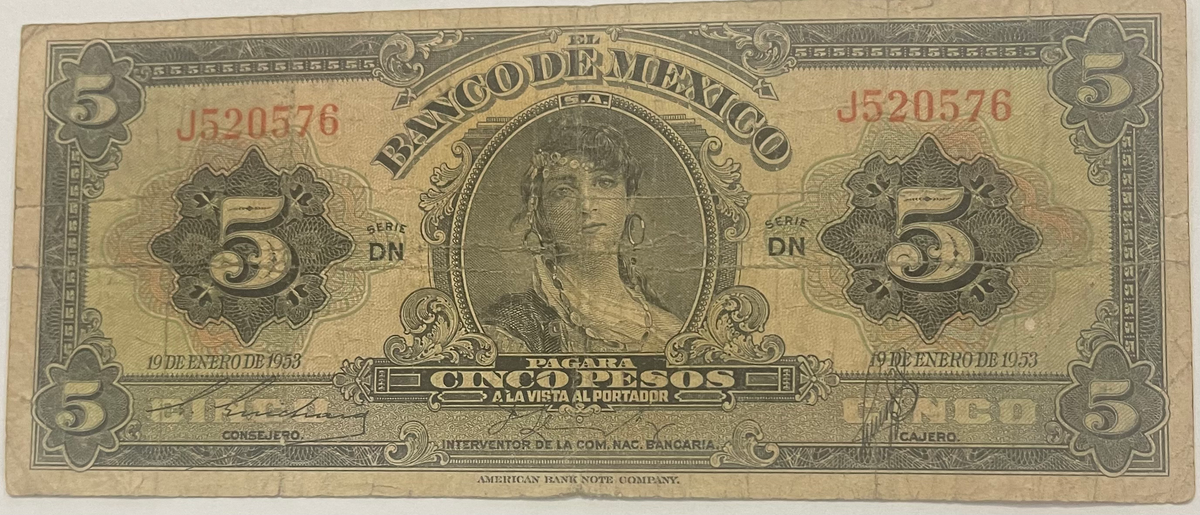 EL
BANCO DE MEXICO
S.A.
5
5
J520576
J520576
5
5
SERIE
DN
SERIE
DN
19 DE ENERO DE 1953
19 DE ENERO DE 1953
PAGARA
CINCO PESOS
A LA VISTA AL PORTADOR
5
5
CINCO
CONSEJERO.
INTERVENTOR DE LA COM. NAC. BANCARIA.
CAJERO.
AMERICAN BANK NOTE COMPANY.